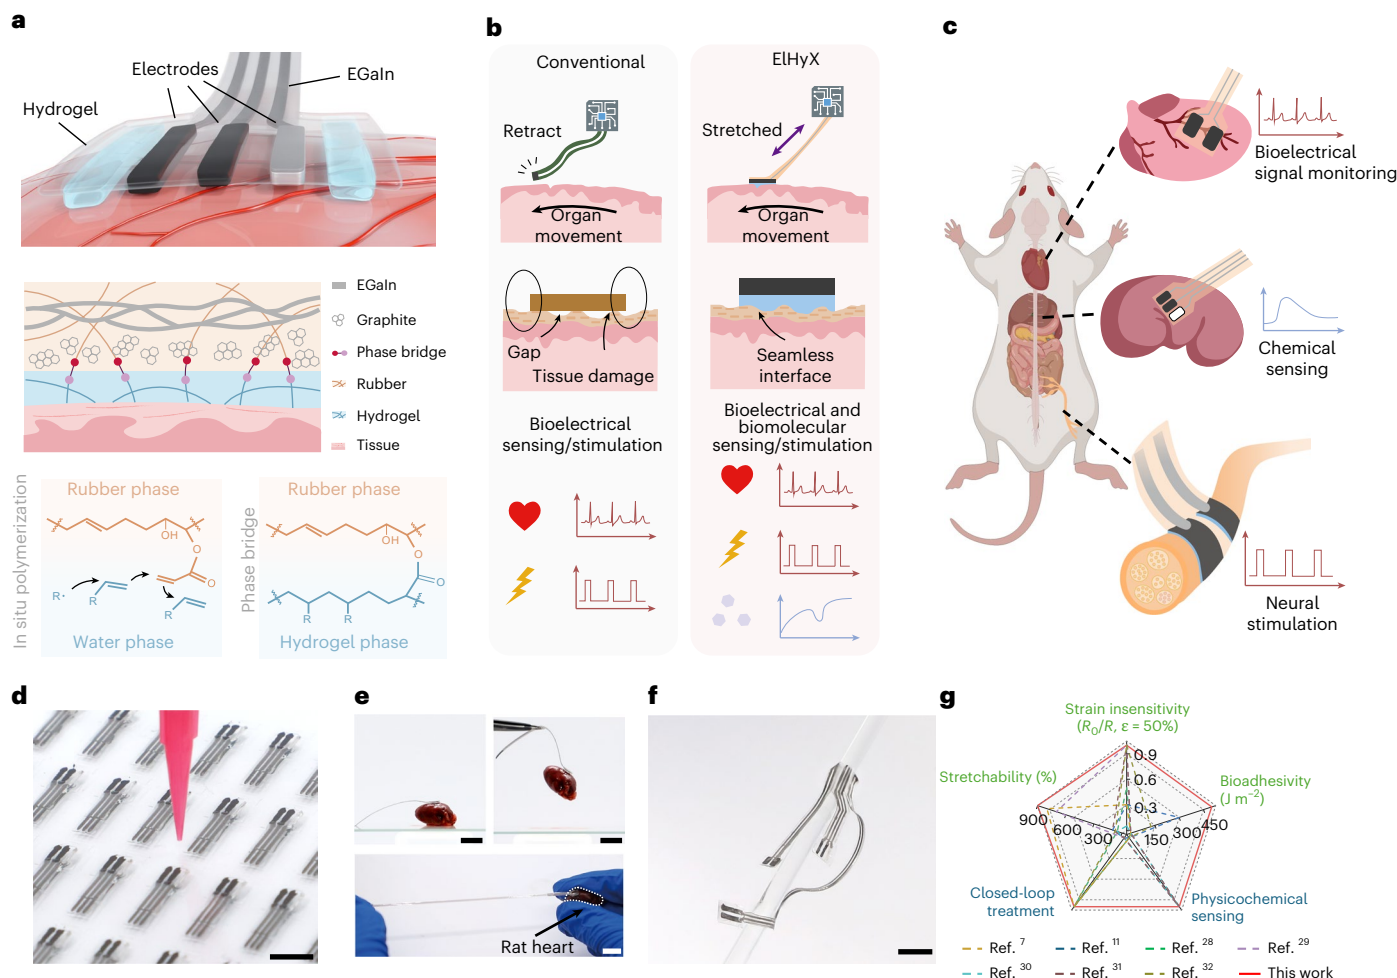 a
Electrodes
EGaIn
Hydrogel
EGaIn
Graphite
Phase bridge
Rubber
Hydrogel
Tissue
In situ polymerization
Rubber phase
OH
O
O
R•
R
R
Water phase
Phase bridge
Rubber phase
OH
O
O
R
R
Hydrogel phase
b
Conventional
Retract
Organ
movement
Gap
Tissue damage
Bioelectrical
sensing/stimulation
ElHyX
Stretched
Organ
movement
Seamless
interface
Bioelectrical and
biomolecular
sensing/stimulation
c
Bioelectrical
signal monitoring
Chemical
sensing
Neural
stimulation
d
e
Rat heart
f
g
Strain insensitivity
(R0/R, ε = 50%)
Stretchability (%)
Bioadhesivity
(J m−2)
0.9
0.6
0.3
900
600
300
150
300
450
Closed-loop
treatment
Physicochemical
sensing
Ref. 7
Ref. 11
Ref. 28
Ref. 29
Ref. 30
Ref. 31
Ref. 32
This work